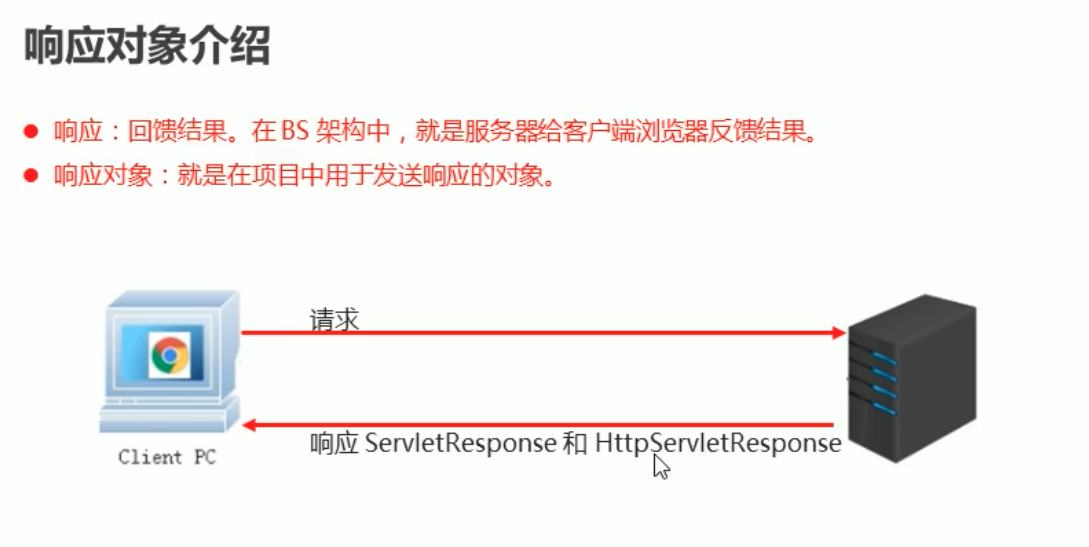 响应对象介绍
响应：回馈结果。在 BS 架构中，就是服务器给客户端浏览器反馈结果。
响应对象：就是在项目中用于发送响应的对象。
请求
响应 ServletResponse 和 HttpServletResponse
Client PC